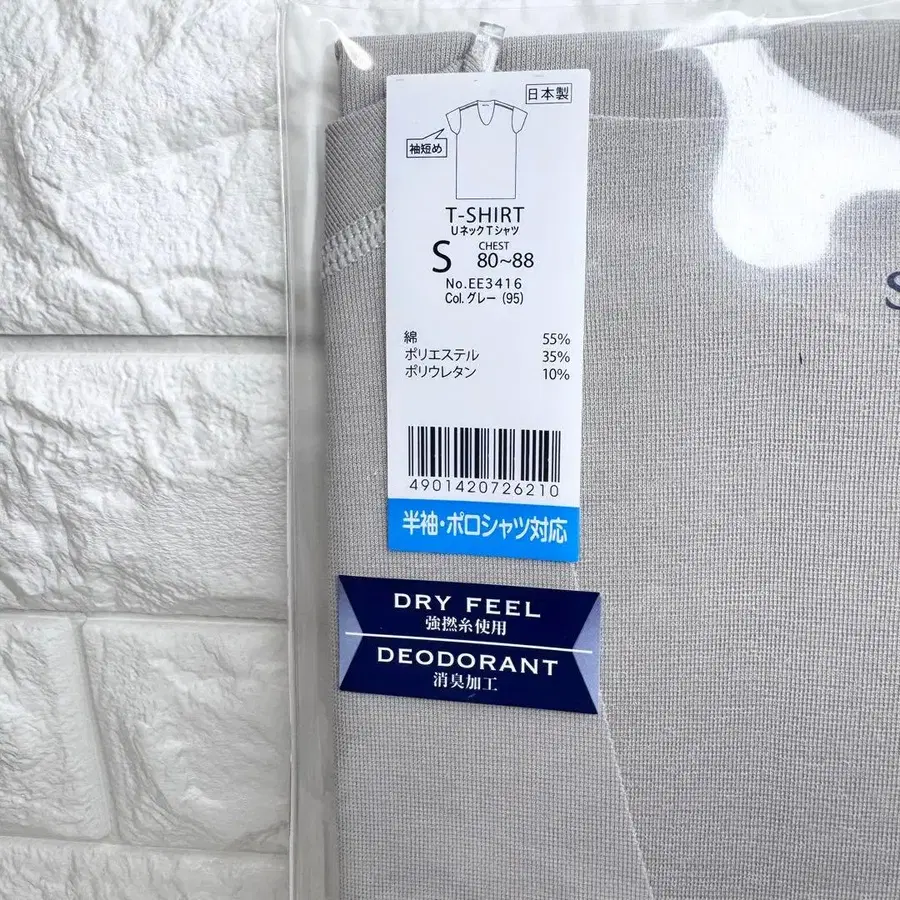 日本製
袖短め
T-SHIRT
UネックTシャツ
S CHEST 80~88
No.EE3416
Col.グレー(95)
綿 55%
ポリエステル 35%
ポリウレタン 10%
4901420726210
半袖・ポロシャツ対応
DRY FEEL
強撚糸使用
DEODORANT
消臭加工
S